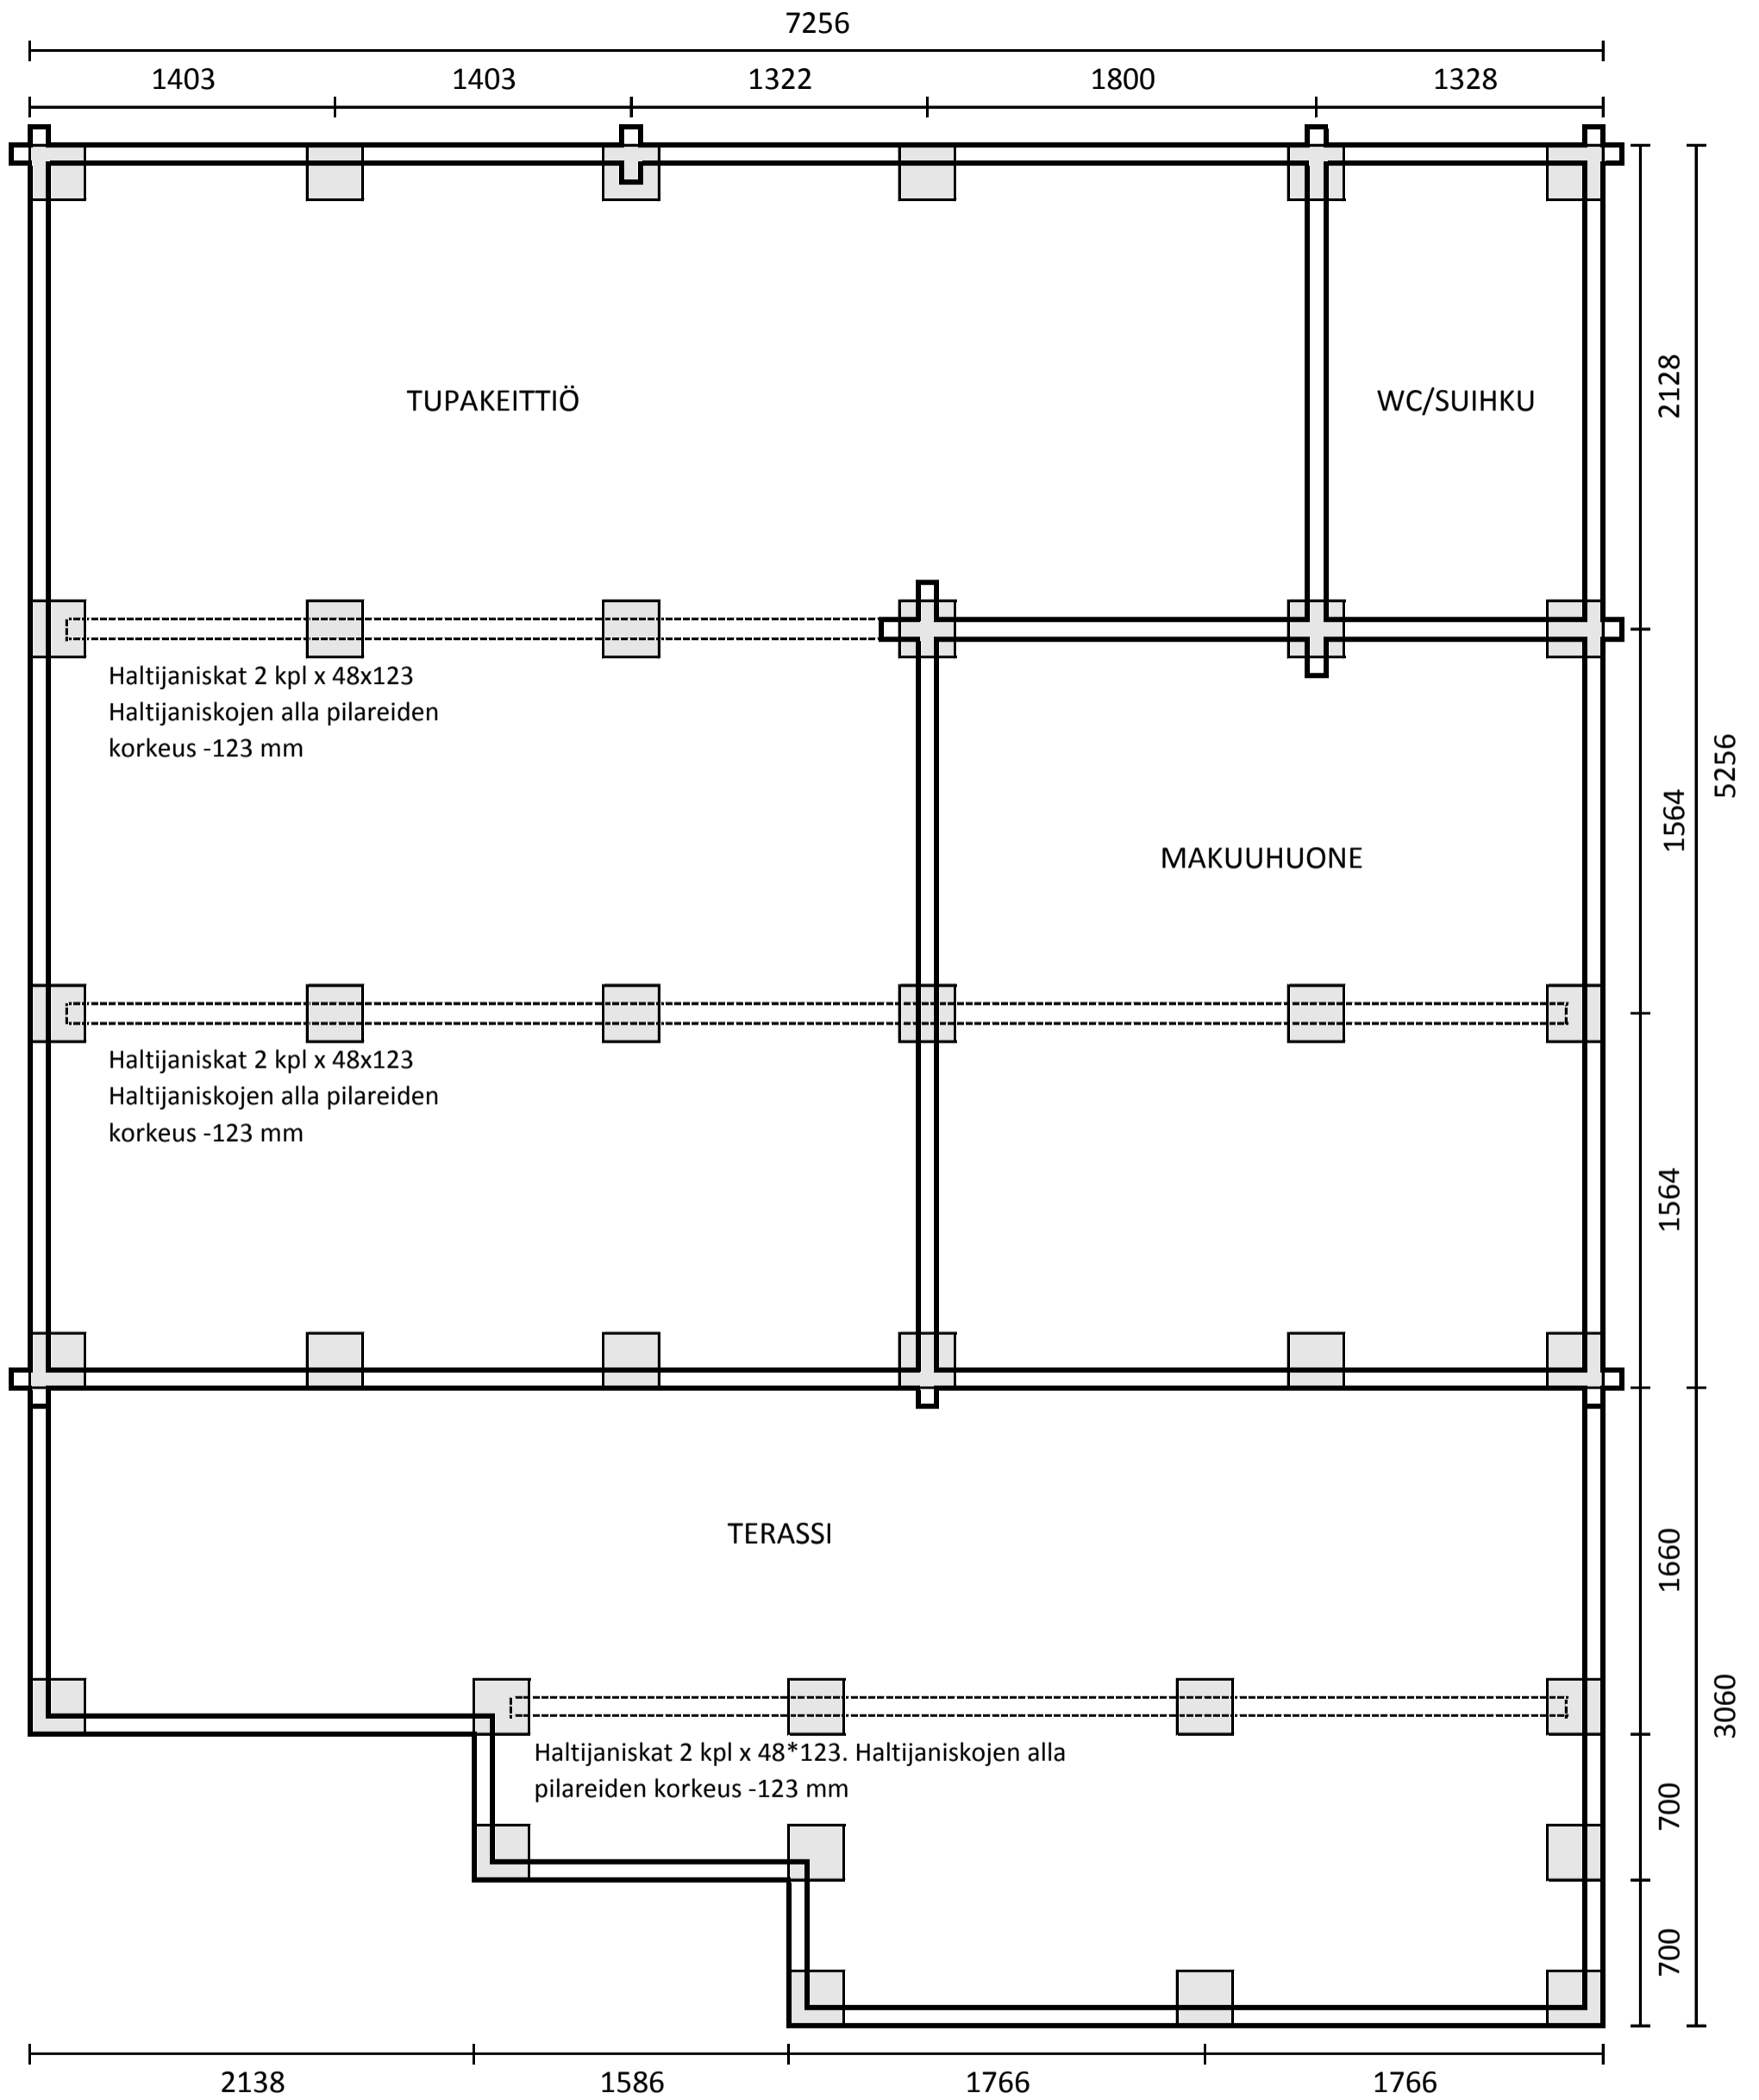 7256
1403
1403
1322
1800
1328
TUPAKEITTIÖ
WC/SUIHKU
2128
Haltijaniskat 2 kpl x 48x123
Haltijaniskojen alla pilareiden
korkeus -123 mm
5256
1564
MAKUUHUONE
Haltijaniskat 2 kpl x 48x123
Haltijaniskojen alla pilareiden
korkeus -123 mm
1564
TERASSI
1660
3060
Haltijaniskat 2 kpl x 48*123. Haltijaniskojen alla
pilareiden korkeus -123 mm
700
700
2138
1586
1766
1766